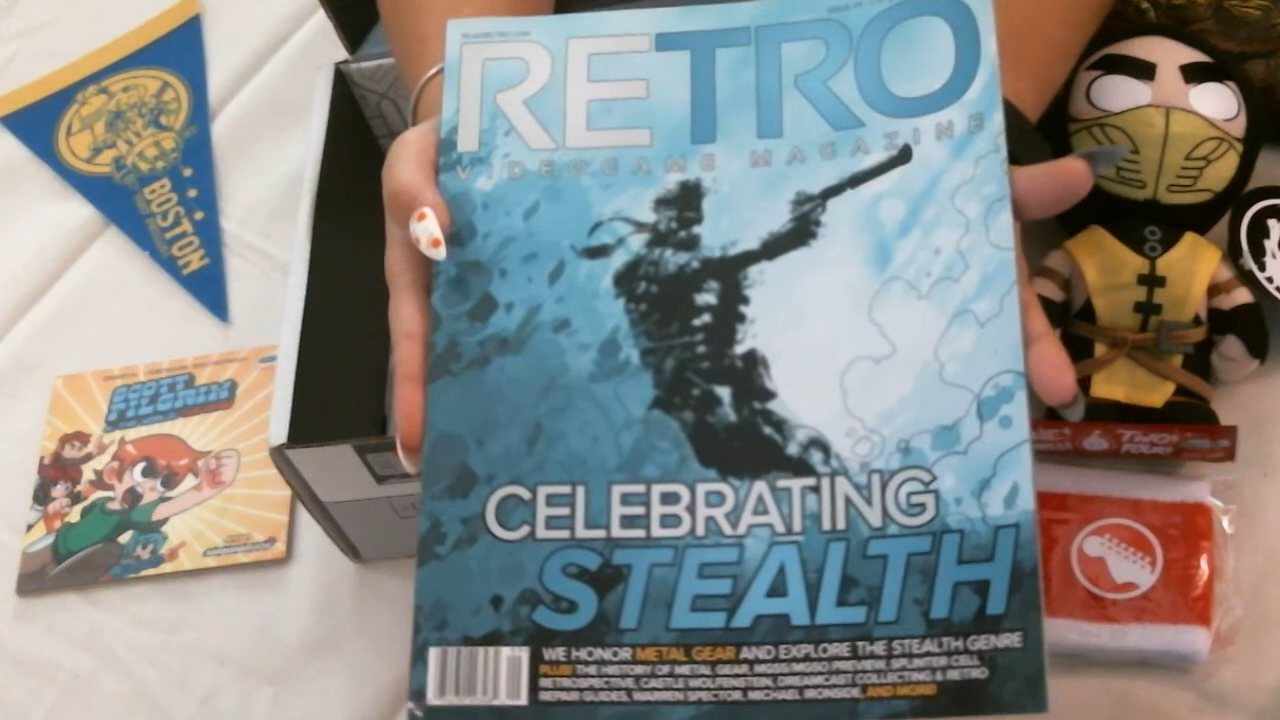 RETRO
VIDEOGAME MAGAZINE
CELEBRATING
STEALTH
WE HONOR METAL GEAR AND EXPLORE THE STEALTH GENRE
PLUS! THE HISTORY OF METAL GEAR, MGS5/MGSO PREVIEW, SPLINTER CELL
RETROSPECTIVE, CASTLE WOLFENSTEIN, DREAMCAST COLLECTING & RETRO
REPAIR GUIDES, WARREN SPECTOR, MICHAEL IRONSIDE, AND MORE!
BOSTON
SCOTT
PILGRIM